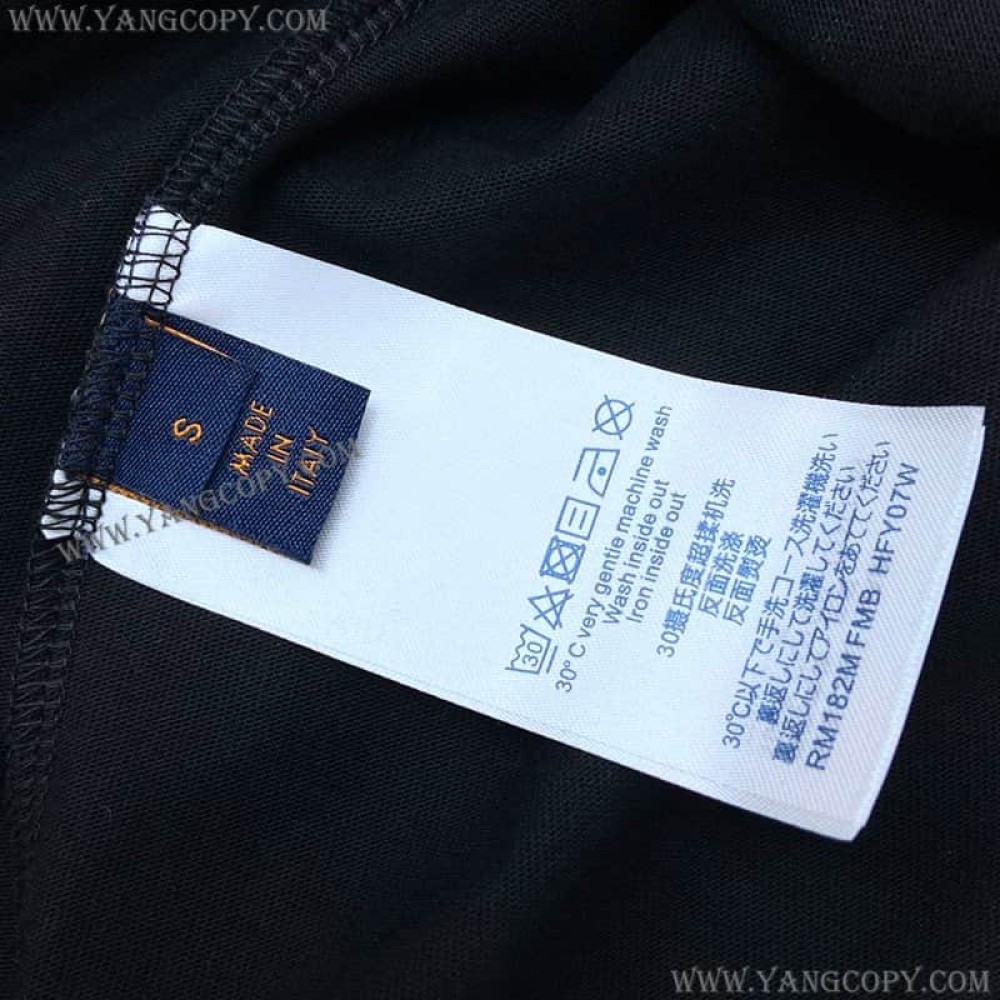 WWW.YANGCOPY.COM
S
MADE
IN
ITALY
WWW.YANGCOPY.COM
30
30°C very gentle machine wash
Wash inside out
Iron inside out
30摄氏度超揉机洗
反面洗涤
反面熨烫
30℃以下で手洗コース洗濯機洗い
裏返しにして洗濯してください
裏返しにしてアイロンをあててください
RM182M FMB HFY07W
WWW.YANGCOPY.COM